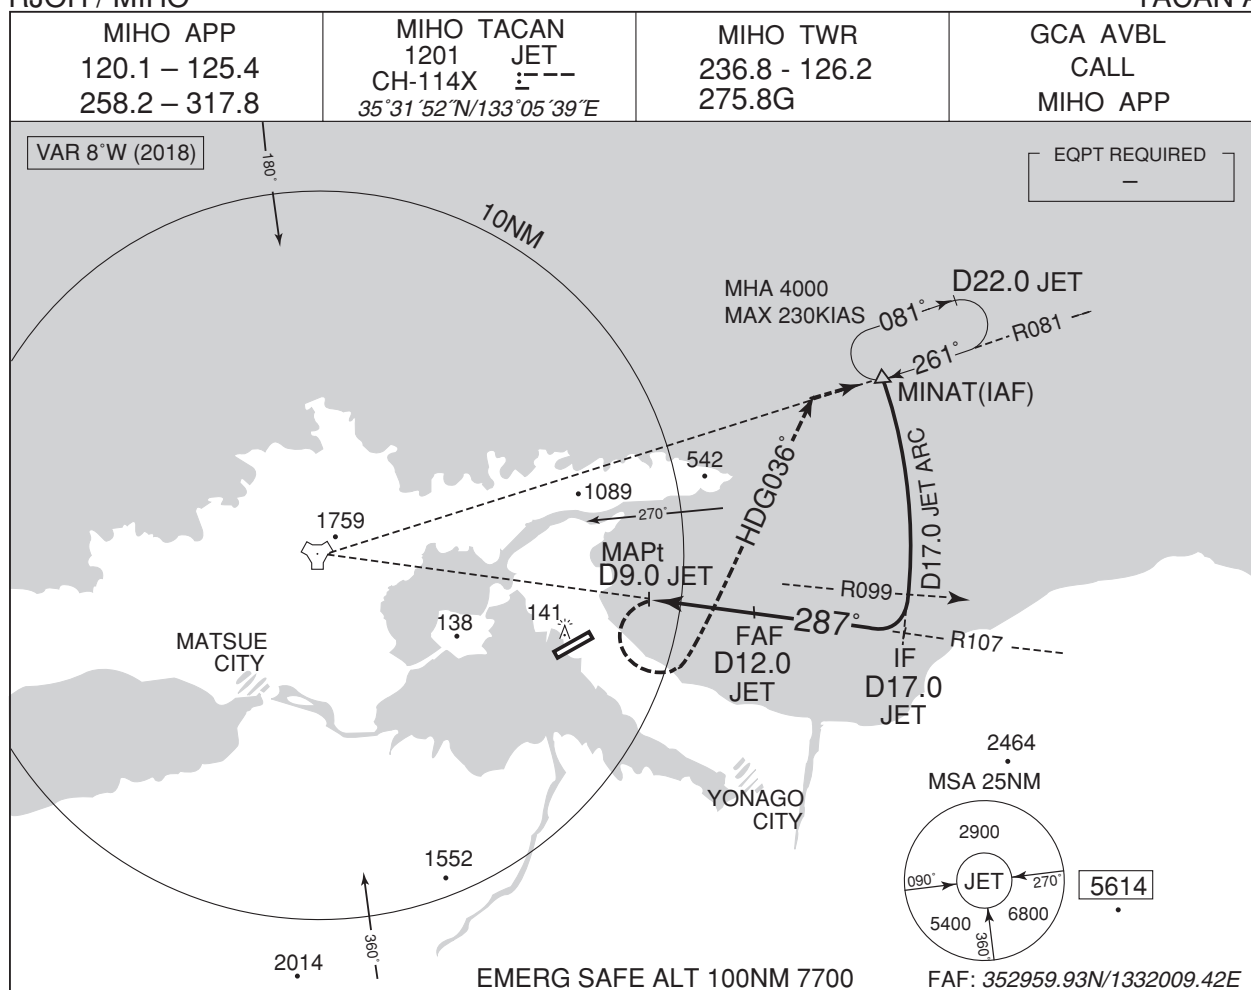 RJOH / MIHO
TACAN A
MIHO APP
120.1 – 125.4
258.2 – 317.8
MIHO TACAN
1201 JET
CH-114X
35˚31´52˝N/133˚05´39˝E
MIHO TWR
236.8 - 126.2
275.8G
GCA AVBL
CALL
MIHO APP
VAR 8˚W (2018)
EQPT REQUIRED
–
180˚
10NM
MHA 4000
MAX 230KIAS
D22.0 JET
081˚
261˚
R081
MINAT(IAF)
D17.0 JET ARC
HDG036˚
542
1089
270˚
1759
MAPt
D9.0 JET
R099
141
138
287˚
FAF
D12.0
JET
IF
D17.0
JET
R107
MATSUE
CITY
YONAGO
CITY
2464
MSA 25NM
2900
090˚
JET
270˚
5400
6800
360˚
5614
1552
360˚
2014
EMERG SAFE ALT 100NM 7700
FAF: 352959.93N/1332009.42E